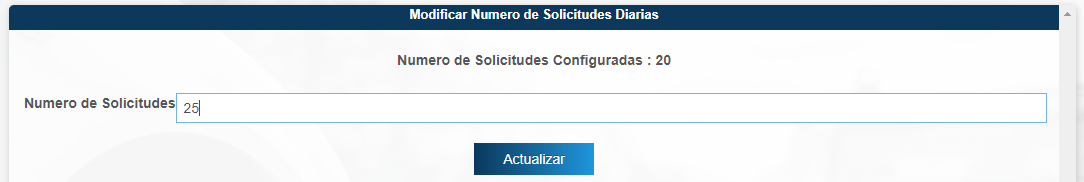 Modificar Numero de Solicitudes Diarias
Numero de Solicitudes Configuradas : 20
Numero de Solicitudes 25
Actualizar